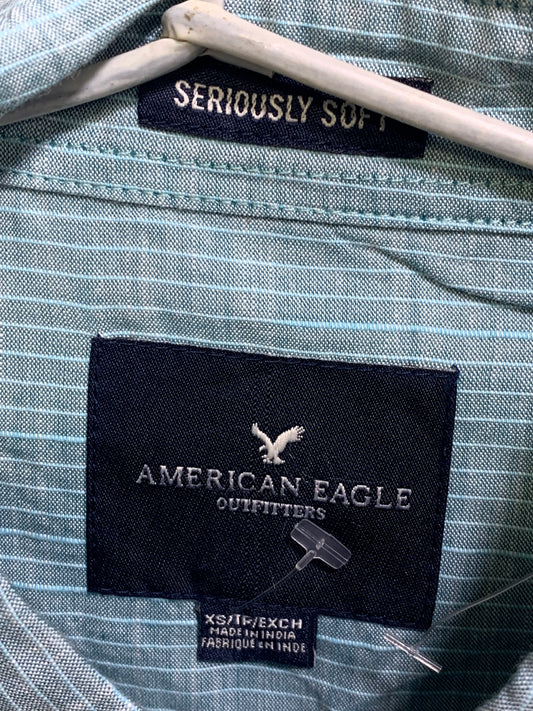 SERIOUSLY SOFT
AMERICAN EAGLE
OUTFITTERS
XS/TP/EXCH
MADE IN INDIA
FABRIQUE EN INDE